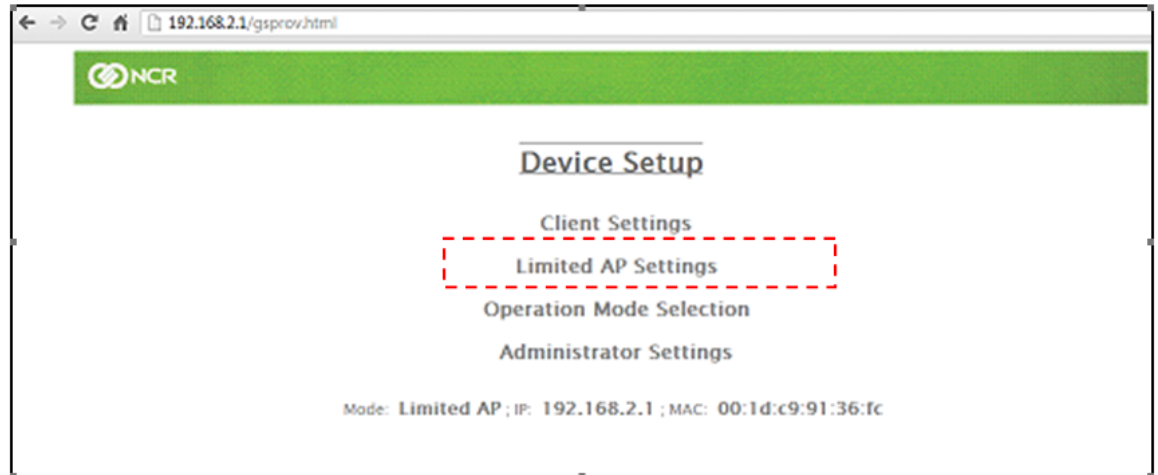 192.168.2.1/gsprov.html
NCR
Device Setup
Client Settings
Limited AP Settings
Operation Mode Selection
Administrator Settings
Mode: Limited AP ; IP: 192.168.2.1 ; MAC: 00:1d:c9:91:36:fc